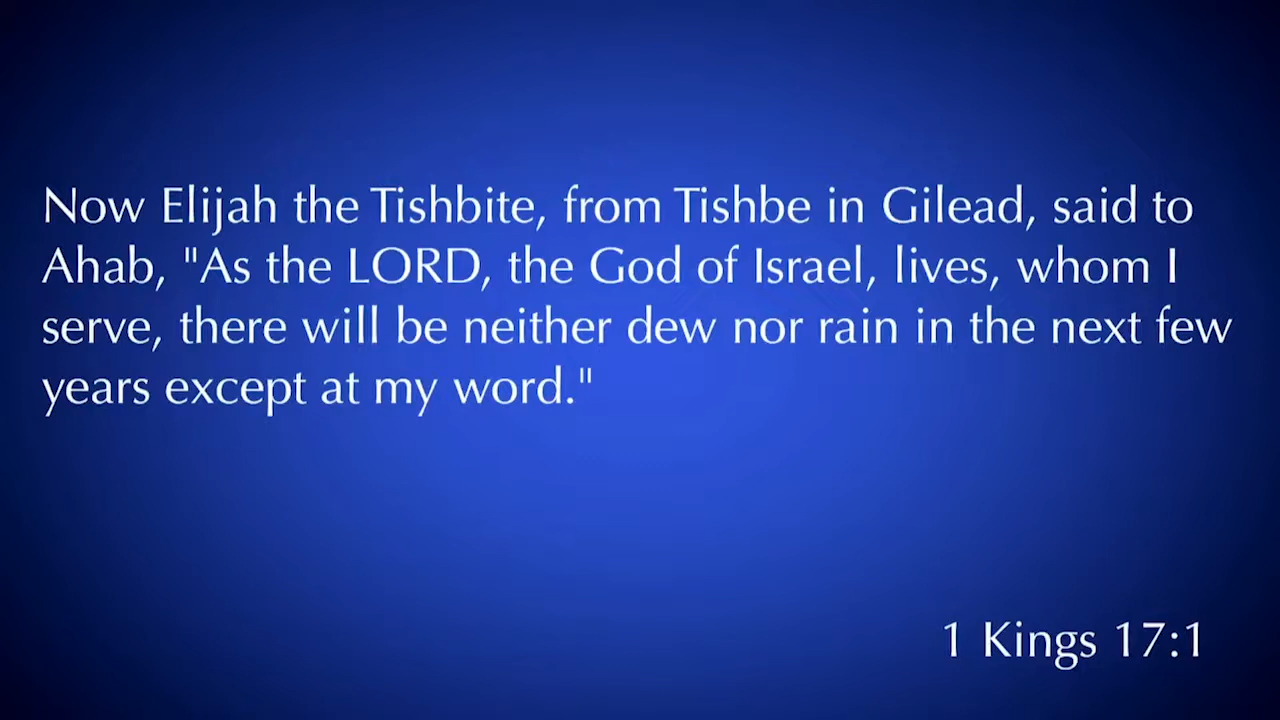 Now Elijah the Tishbite, from Tishbe in Gilead, said to
Ahab, "As the LORD, the God of Israel, lives, whom I
serve, there will be neither dew nor rain in the next few
years except at my word."
1 Kings 17:1